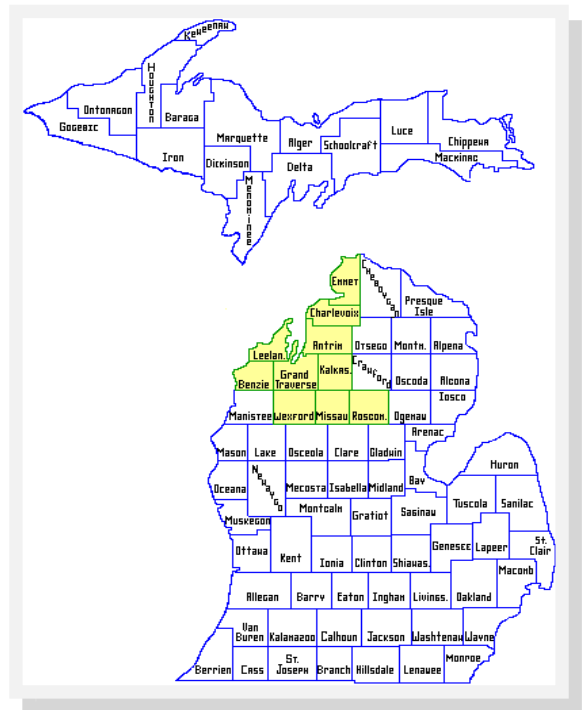 Keweenaw
Houghton
Ontonagon
Baraga
Gogebic
Marquette
Alger
Luce
Schoolcraft
Chippewa
Iron
Dickinson
Delta
Mackinac
Menominee
Emmet
Cheboygan
Presque
Isle
Charlevoix
Antrim
Otsego
Montm.
Alpena
Leelan.
Kalkas.
Crawford
Grand
Traverse
Benzie
Oscoda
Alcona
Iosco
Manistee
Wexford
Missau
Roscom.
Ogemaw
Arenac
Mason
Lake
Osceola
Clare
Gladwin
Huron
Newaygo
Oceana
Mecosta
Isabella
Midland
Bay
Tuscola
Sanilac
Montcalm
Gratiot
Saginaw
Muskegon
Ottawa
Kent
Ionia
Clinton
Shiawas.
Genesee
Lapeer
St.
Clair
Macomb
Allegan
Barry
Eaton
Ingham
Livings.
Oakland
Van
Buren
Kalamazoo
Calhoun
Jackson
Washtenaw
Wayne
Berrien
Cass
St.
Joseph
Branch
Hillsdale
Lenawee
Monroe